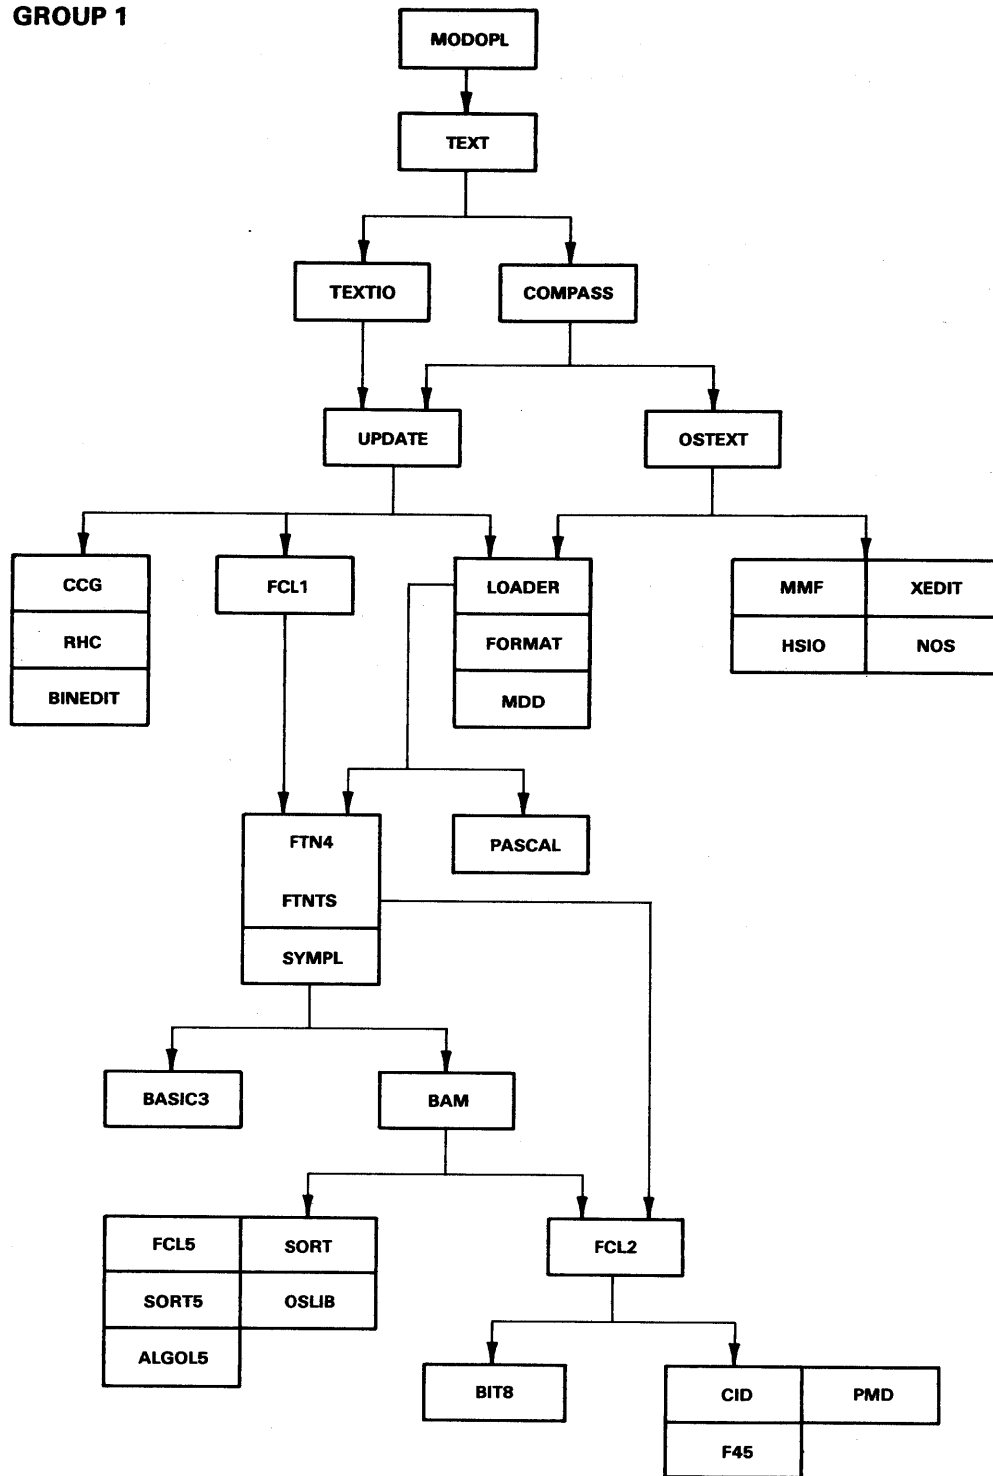 GROUP 1
MODOPL
TEXT
TEXTIO
COMPASS
UPDATE
OSTEXT
CCG
RHC
BINEDIT
FCL1
LOADER
FORMAT
MDD
MMF
XEDIT
HSIO
NOS
FTN4
FTNTS
SYMPL
PASCAL
BASIC3
BAM
FCL5
SORT
SORT5
OSLIB
ALGOL5
FCL2
BIT8
CID
PMD
F45